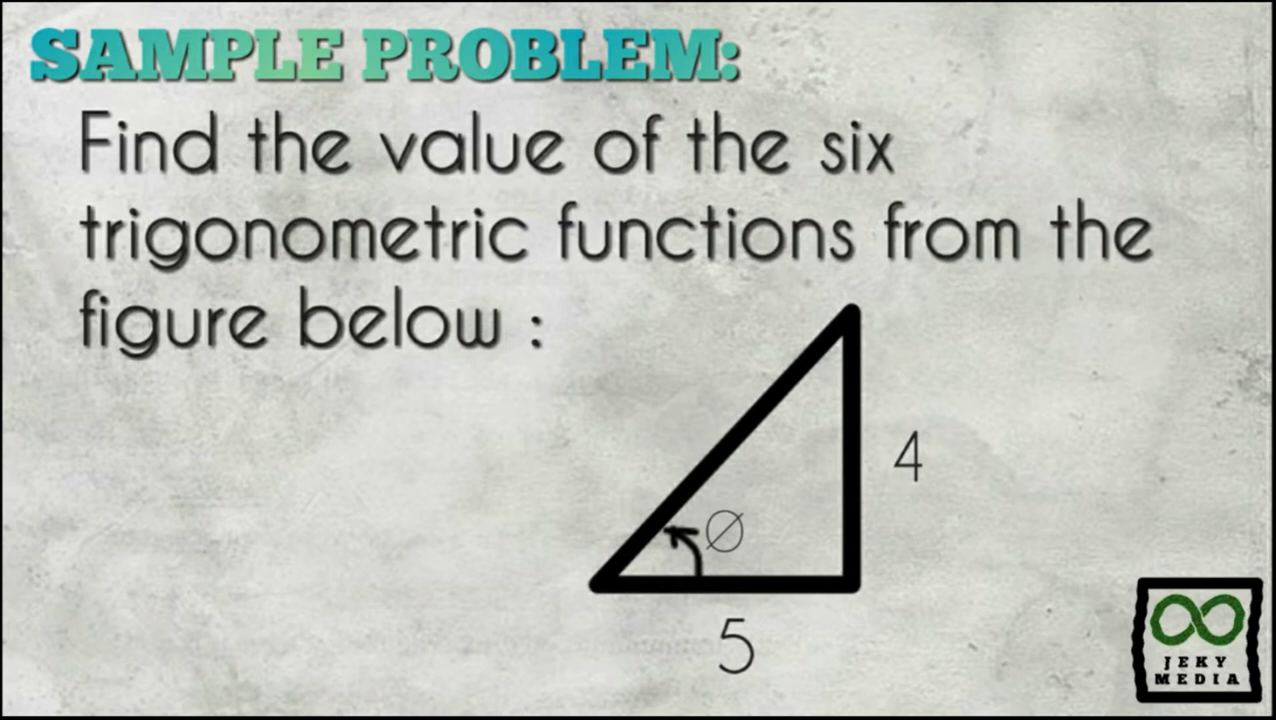 SAMPLE PROBLEM:
Find the value of the six
trigonometric functions from the
figure below :
4
Ø
5
JEKY
MEDIA